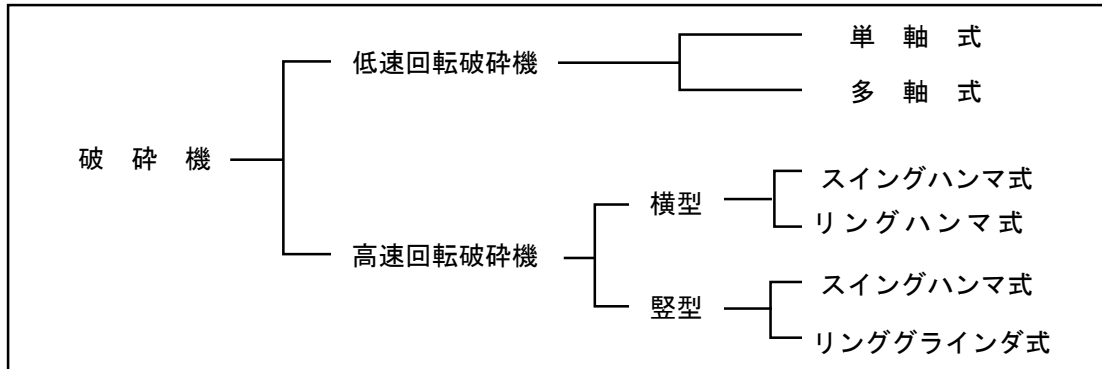 単 軸 式
低速回転破砕機
多 軸 式
破 砕 機
スイングハンマ式
横型
リングハンマ式
高速回転破砕機
スイングハンマ式
竪型
リンググラインダ式